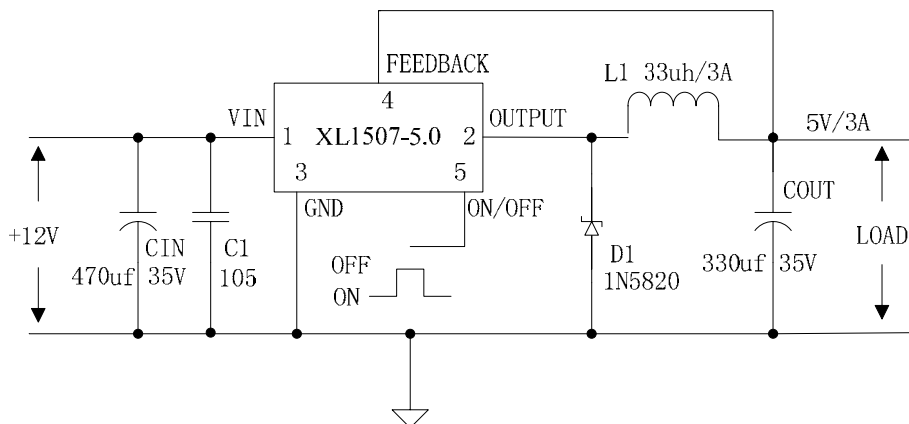 FEEDBACK
L1 33uh/3A
4
VIN
OUTPUT
5V/3A
1 XL1507-5.0 2
3 5
GND
ON/OFF
COUT
+12V
CIN
C1
OFF
D1
LOAD
470uf 35V
105
ON
1N5820
330uf 35V